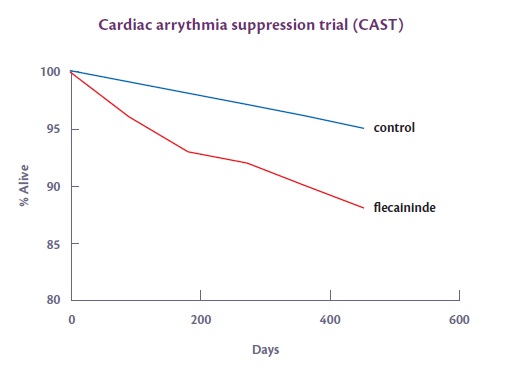 Cardiac arrythmia suppression trial (CAST)
100
95
90
85
80
% Alive
control
flecaininde
0 200 400 600
Days